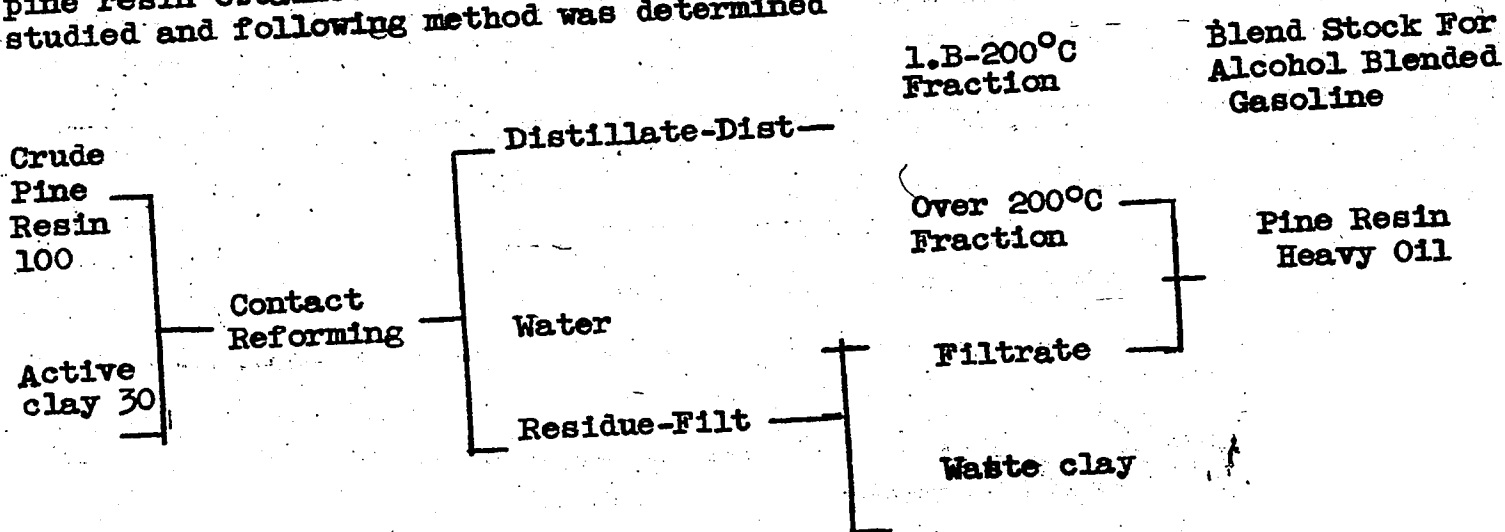 pine resin
studied and following method was determined
1.B-200°C
Fraction
Blend Stock For
Alcohol Blended
Gasoline
Distillate-Dist
Crude
Pine
Resin
100
Over 200°C
Fraction
Pine Resin
Heavy Oil
Contact
Reforming
Water
Filtrate
Active
clay 30
Residue-Filt
Waste clay